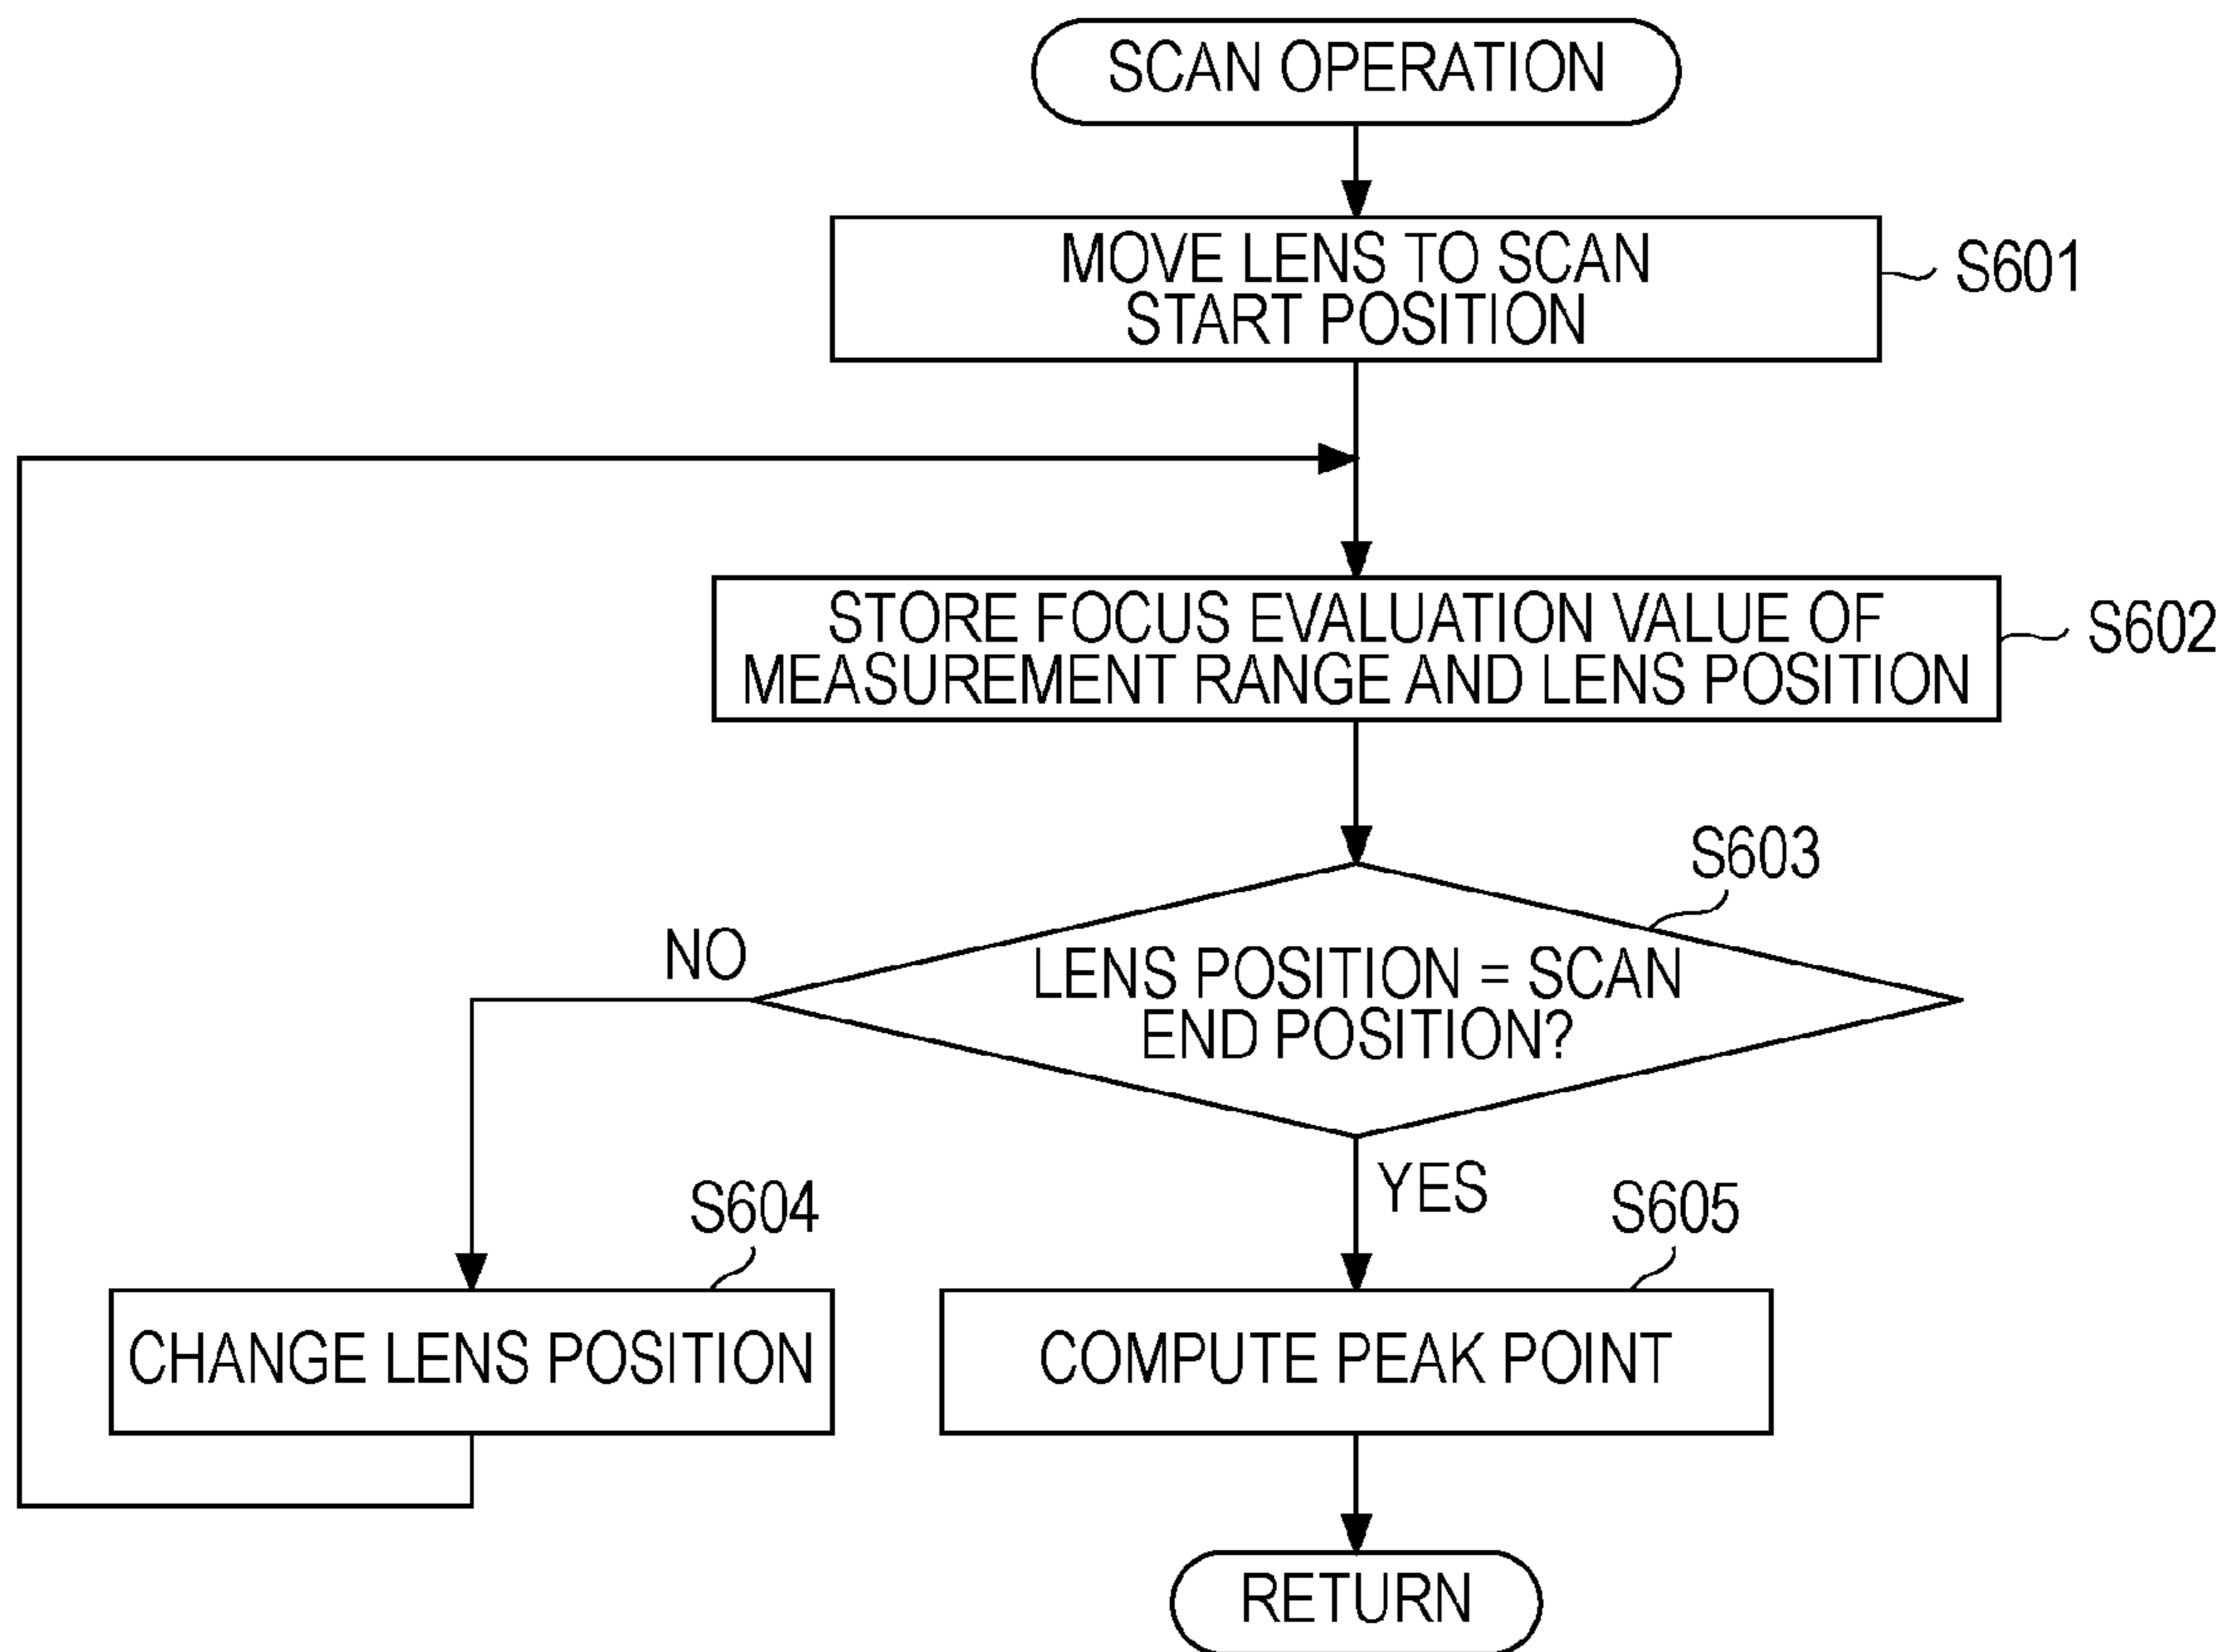 SCAN OPERATION
MOVE LENS TO SCAN
START POSITION
S601
STORE FOCUS EVALUATION VALUE OF
MEASUREMENT RANGE AND LENS POSITION
S602
S603
NO
LENS POSITION = SCAN
END POSITION?
YES
S604
S605
CHANGE LENS POSITION
COMPUTE PEAK POINT
RETURN